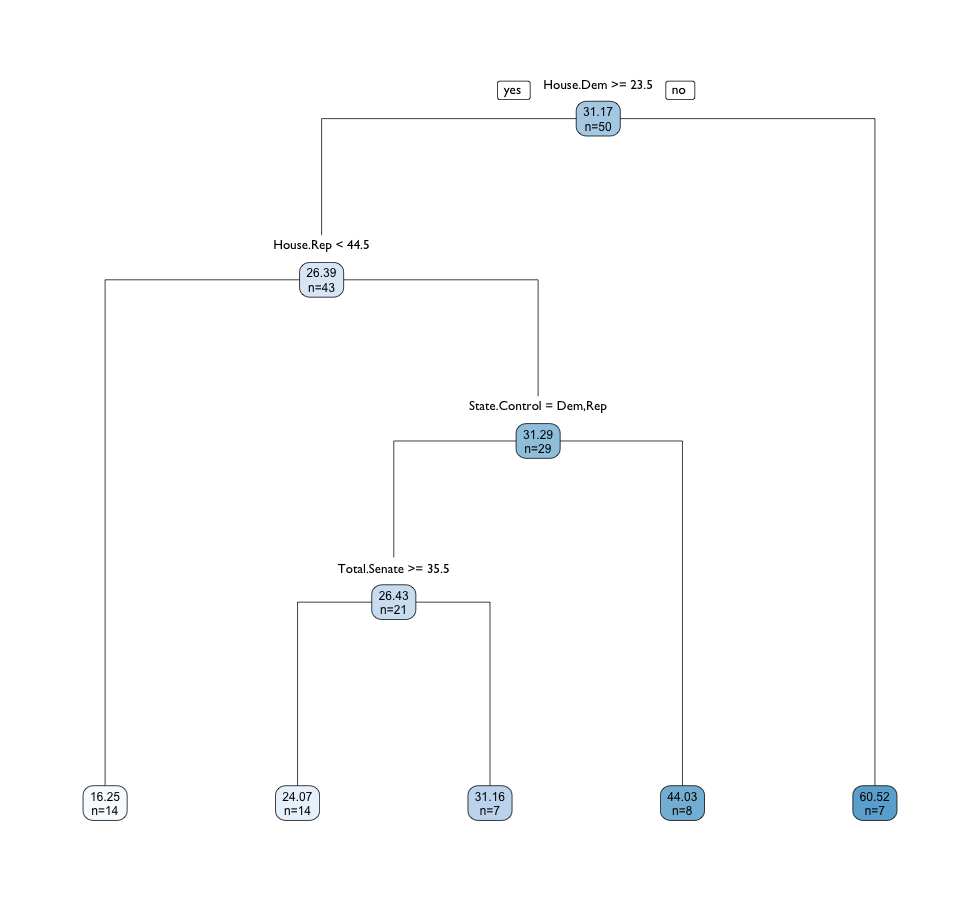 yes House.Dem >= 23.5 no
31.17
n=50
House.Rep < 44.5
26.39
n=43
State.Control = Dem,Rep
31.29
n=29
Total.Senate >= 35.5
26.43
n=21
16.25
n=14
24.07
n=14
31.16
n=7
44.03
n=8
60.52
n=7